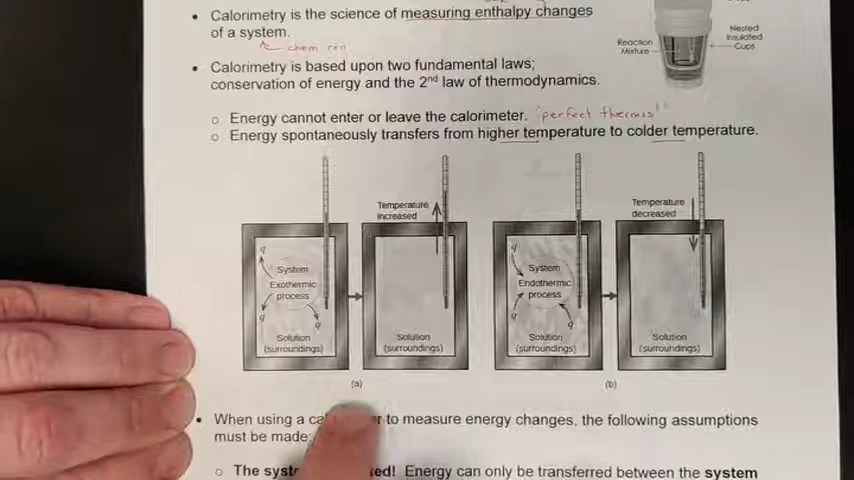 • Calorimetry is the science of measuring enthalpy changes
of a system.
chem rxn
Reaction
Mixture
Nested
Insulated
Cups
• Calorimetry is based upon two fundamental laws;
conservation of energy and the 2nd law of thermodynamics.
o Energy cannot enter or leave the calorimeter. "perfect thermos!"
o Energy spontaneously transfers from higher temperature to colder temperature.
Temperature
increased
Temperature
decreased
q
System
Exothermic
process
q
q
Solution
(surroundings)
Solution
(surroundings)
q
System
Endothermic
process
q
q
Solution
(surroundings)
Solution
(surroundings)
(a)
(b)
• When using a ca r to measure energy changes, the following assumptions
must be made:
o The syst ted! Energy can only be transferred between the system